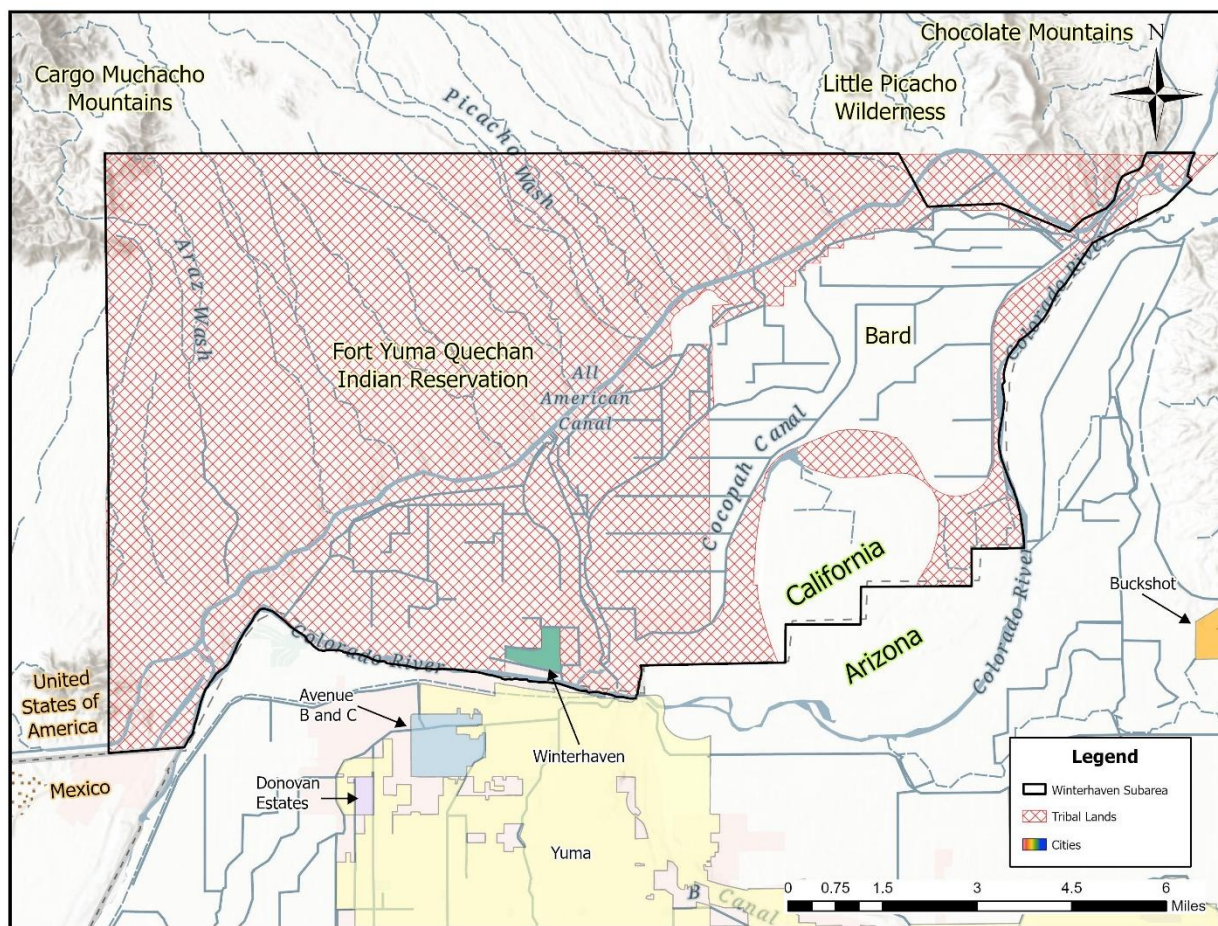 Chocolate Mountains
N
Cargo Muchacho
Mountains
Little Picacho
Wilderness
Picacho
Wash
Araz Wash
Colorado River
Bard
Fort Yuma Quechan
Indian Reservation
All
American
Canal
Cocopah Canal
California
Arizona
Colorado River
Buckshot
Colorado River
United
States of
America
Avenue
B and C
Winterhaven
Mexico
Donovan
Estates
Yuma
B Canal
Legend
Winterhaven Subarea
Tribal Lands
Cities
0 0.75 1.5 3 4.5 6
Miles